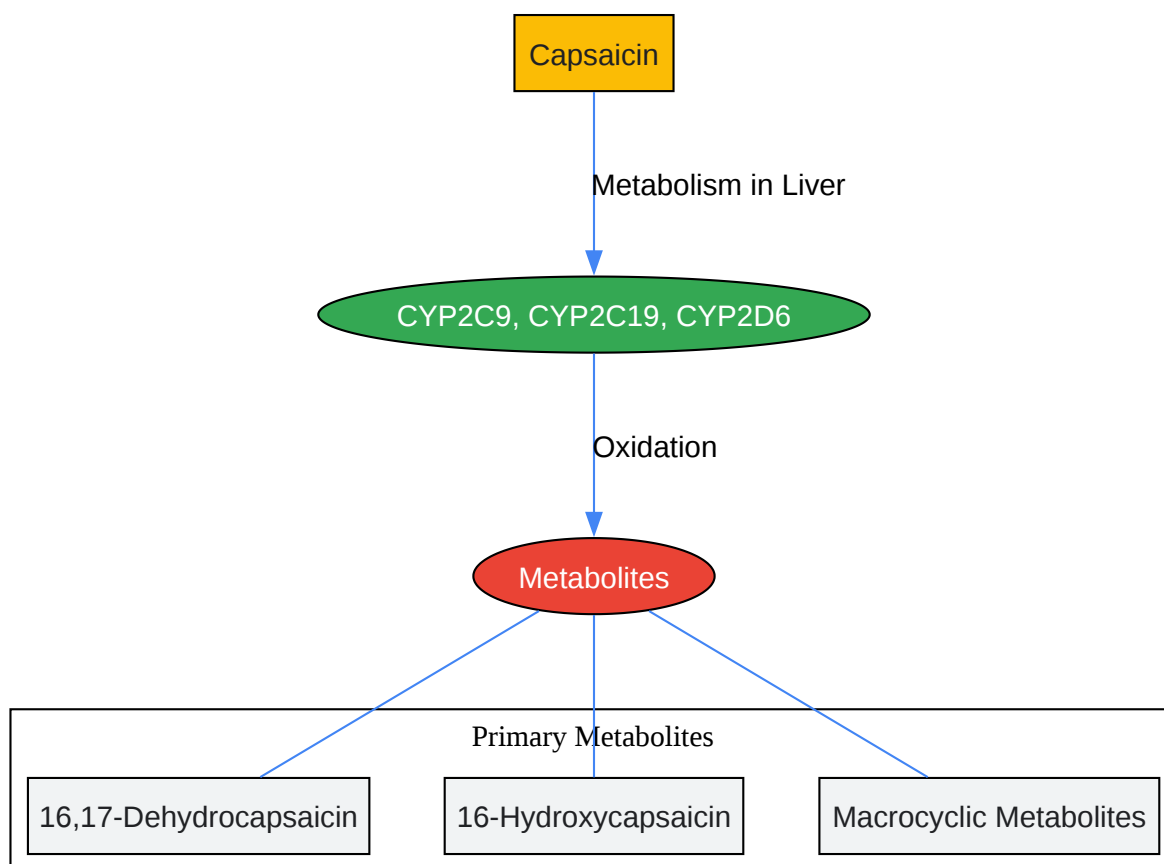 Capsaicin
Metabolism in Liver
CYP2C9, CYP2C19, CYP2D6
Oxidation
Metabolites
Primary Metabolites
16,17-Dehydrocapsaicin
16-Hydroxycapsaicin
Macrocyclic Metabolites